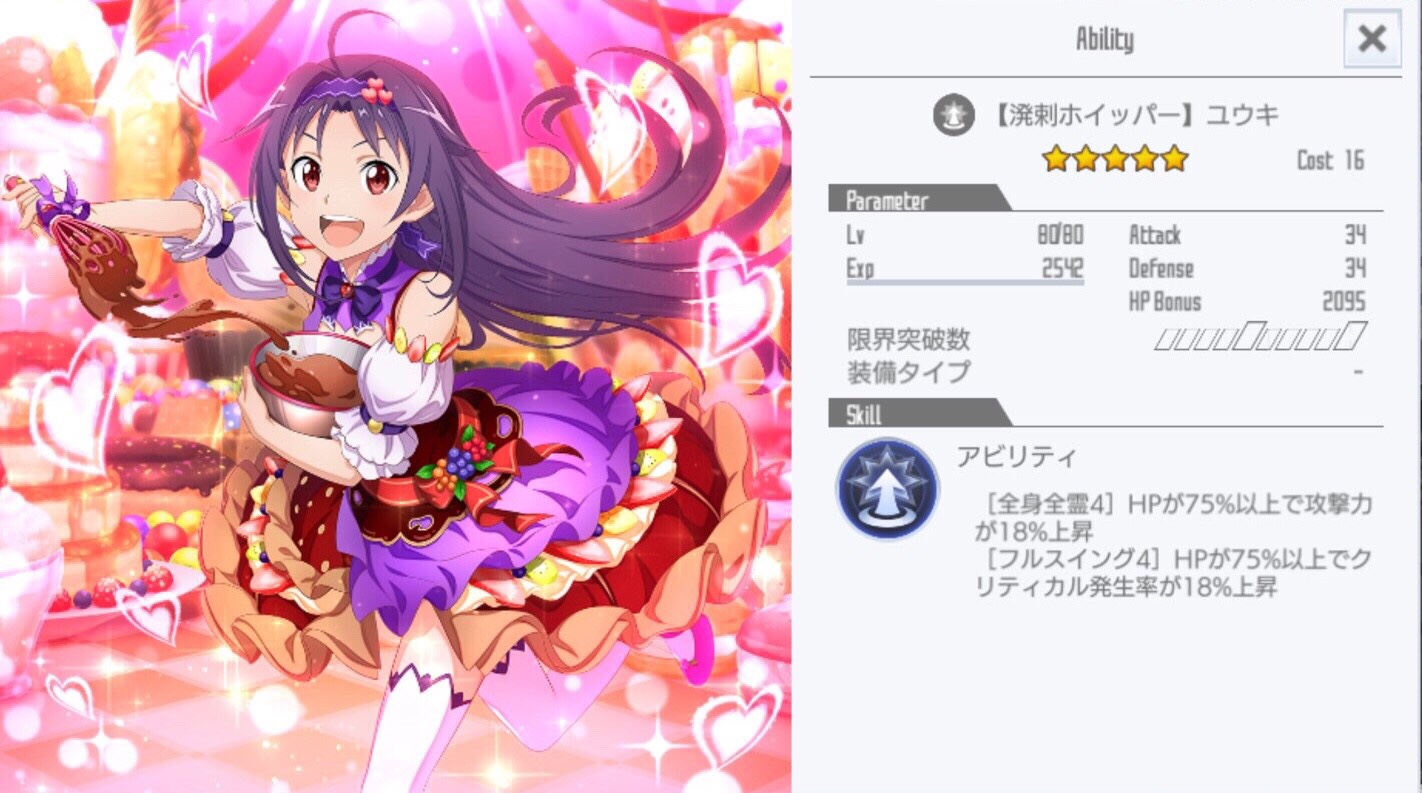 Ability
【溌剌ホイッパー】ユウキ
Cost 16
Parameter
Lv 80/80 Attack 34
Exp 2542 Defense 34
HP Bonus 2095
限界突破数
装備タイプ -
Skill
アビリティ
［全身全霊4］HPが75%以上で攻撃力
が18%上昇
［フルスイング4］HPが75%以上でク
リティカル発生率が18%上昇